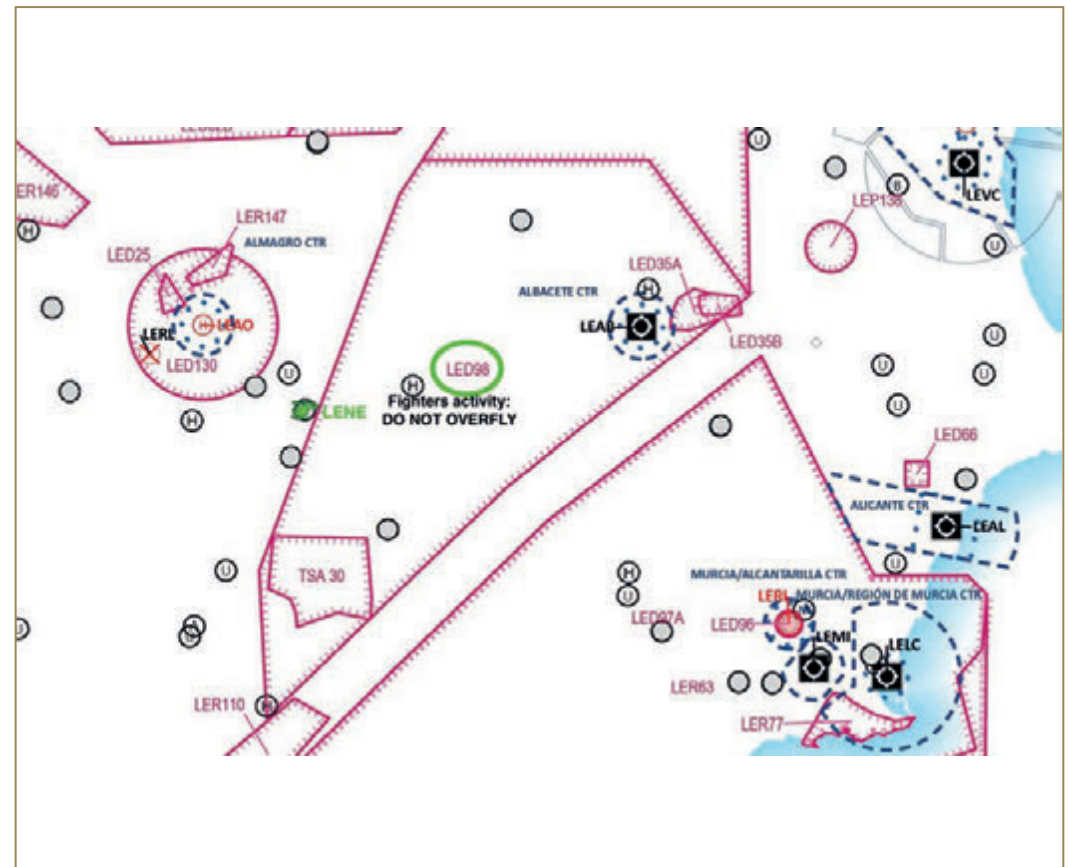 ER146
H
LER147
LED25
ALMAGRO CTR
LERL
LEAO
LED130
U
H
LENE
LED98
H
Fighters activity:
DO NOT OVERFLY
ALBACETE CTR
H
LED35A
LED35B
U
B
LEVC
LEP138
U
U
U
U
U
LED66
ALICANTE CTR
LEAL
U
TSA 30
U
U
H
U
MURCIA/ALCANTARILLA CTR
MURCIA/REGIÓN DE MURCIA CTR
LED97A
LED96
LEMI
LELC
LER63
LER77
LER110
H